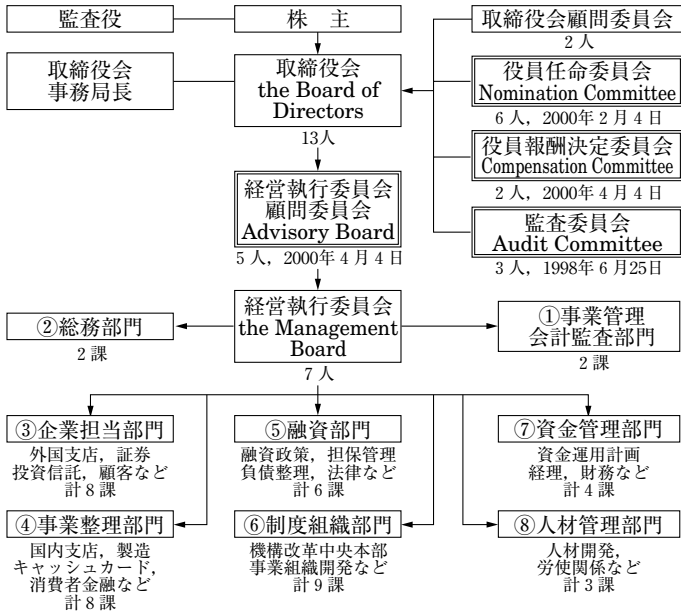 監査役
株　主
取締役会顧問委員会
2人
取締役会
事務局長
取締役会
the Board of
Directors
13人
役員任命委員会
Nomination Committee
6人，2000年2月4日
役員報酬決定委員会
Compensation Committee
2人，2000年4月4日
監査委員会
Audit Committee
3人，1998年6月25日
経営執行委員会
顧問委員会
Advisory Board
5人，2000年4月4日
経営執行委員会
the Management
Board
7人
②総務部門
2課
①事業管理
会計監査部門
2課
③企業担当部門
外国支店，証券
投資信託，顧客など
計8課
⑤融資部門
融資政策，担保管理
負債整理，法律など
計6課
⑦資金管理部門
資金運用計画
経理，財務など
計4課
④事業整理部門
国内支店，製造
キャッシュカード，
消費者金融など
計8課
⑥制度組織部門
機構改革中央本部
事業組織開発など
計9課
⑧人材管理部門
人材開発，
労使関係など
計3課